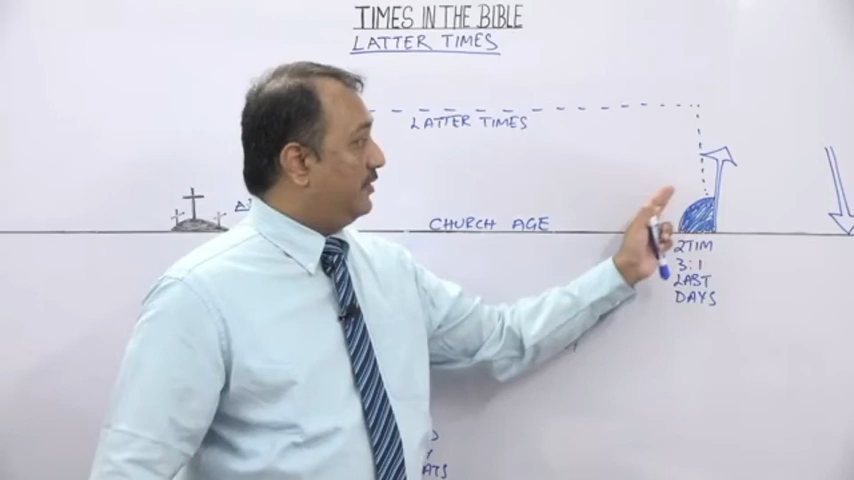 TIMES IN THE BIBLE
LATTER TIMES
LATTER TIMES
CHURCH AGE
2TIM
3:1
LAST
DAYS